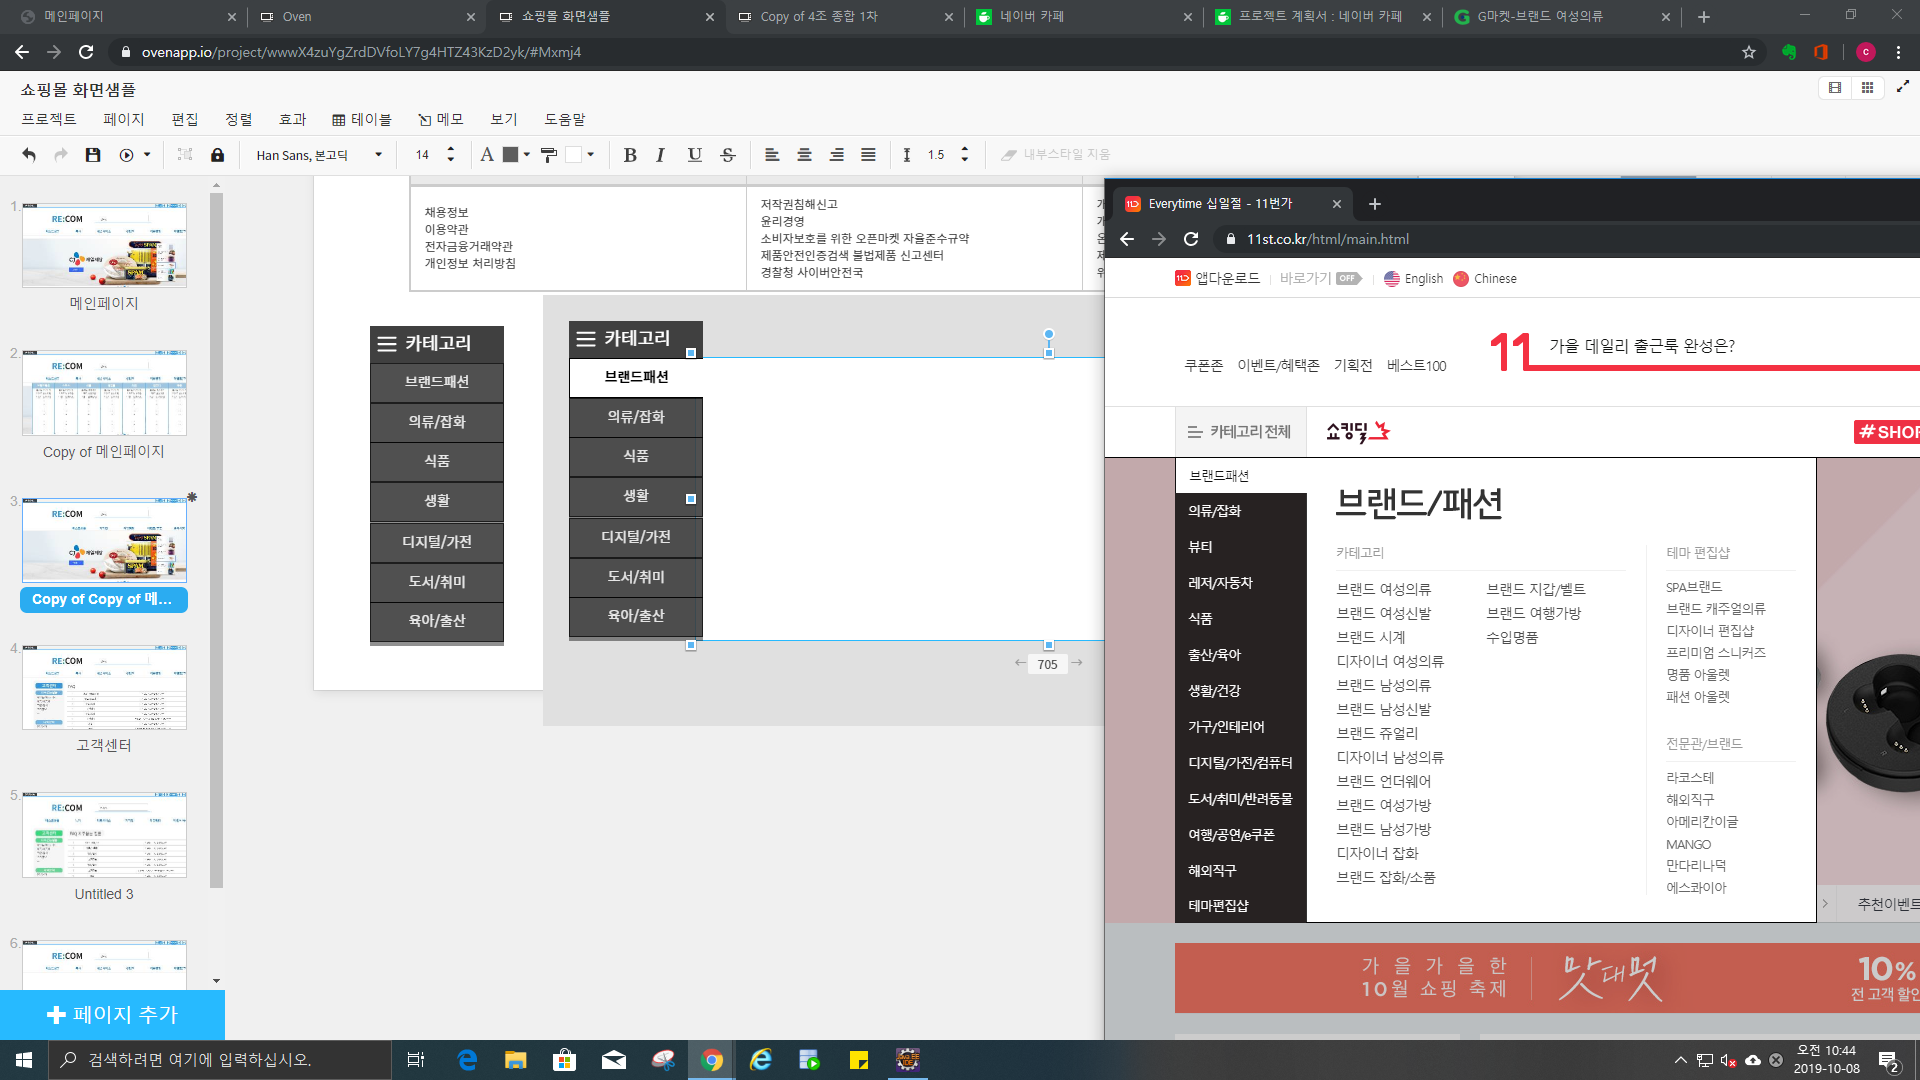 메인페이지
Oven
쇼핑몰 화면샘플
Copy of 4조 종합 1차
네이버 카페
프로젝트 계획서 : 네이버 카페
G마켓-브랜드 여성의류
ovenapp.io/project/wwwX4zuYgZrdDVfoLY7g4HTZ43KzD2yk/#Mxmj4
쇼핑몰 화면샘플
프로젝트 페이지 편집 정렬 효과 테이블 메모 보기 도움말
Han Sans, 본고딕 14 A B I U S 1.5 내부스타일 지움
1.
RE:COM
메인페이지
2.
RE:COM
Copy of 메인페이지
3.
RE:COM
Copy of Copy of 메...
4.
RE:COM
고객센터
5.
RE:COM
Untitled 3
6.
RE:COM
페이지 추가
채용정보
이용약관
전자금융거래약관
개인정보 처리방침
저작권침해신고
윤리경영
소비자보호를 위한 오픈마켓 자율준수규약
제품안전인증검색 불법제품 신고센터
경찰청 사이버안전국
카테고리
브랜드패션
의류/잡화
식품
생활
디지털/가전
도서/취미
육아/출산
카테고리
브랜드패션
의류/잡화
식품
생활
디지털/가전
도서/취미
육아/출산
705
Everytime 십일절 - 11번가
11st.co.kr/html/main.html
앱다운로드 바로가기 OFF English Chinese
쿠폰존 이벤트/혜택존 기획전 베스트100
11 가을 데일리 출근룩 완성은?
카테고리 전체 쇼킹딜 #SHO
브랜드패션
의류/잡화
뷰티
레저/자동차
식품
출산/육아
생활/건강
가구/인테리어
디지털/가전/컴퓨터
도서/취미/반려동물
여행/공연/e쿠폰
해외직구
테마편집샵
브랜드/패션
카테고리
브랜드 여성의류
브랜드 여성신발
브랜드 시계
디자이너 여성의류
브랜드 남성의류
브랜드 남성신발
브랜드 쥬얼리
디자이너 남성의류
브랜드 언더웨어
브랜드 여성가방
브랜드 남성가방
디자이너 잡화
브랜드 잡화/소품
브랜드 지갑/벨트
브랜드 여행가방
수입명품
테마 편집샵
SPA브랜드
브랜드 캐주얼의류
디자이너 편집샵
프리미엄 스니커즈
명품 아울렛
패션 아울렛
전문관/브랜드
라코스테
해외직구
아메리칸이글
MANGO
만다리나덕
에스콰이아
추천이벤트
가을가을한
10월 쇼핑 축제
맛대멋
10%
전 고객 할인
검색하려면 여기에 입력하십시오.
오전 10:44
2019-10-08
2